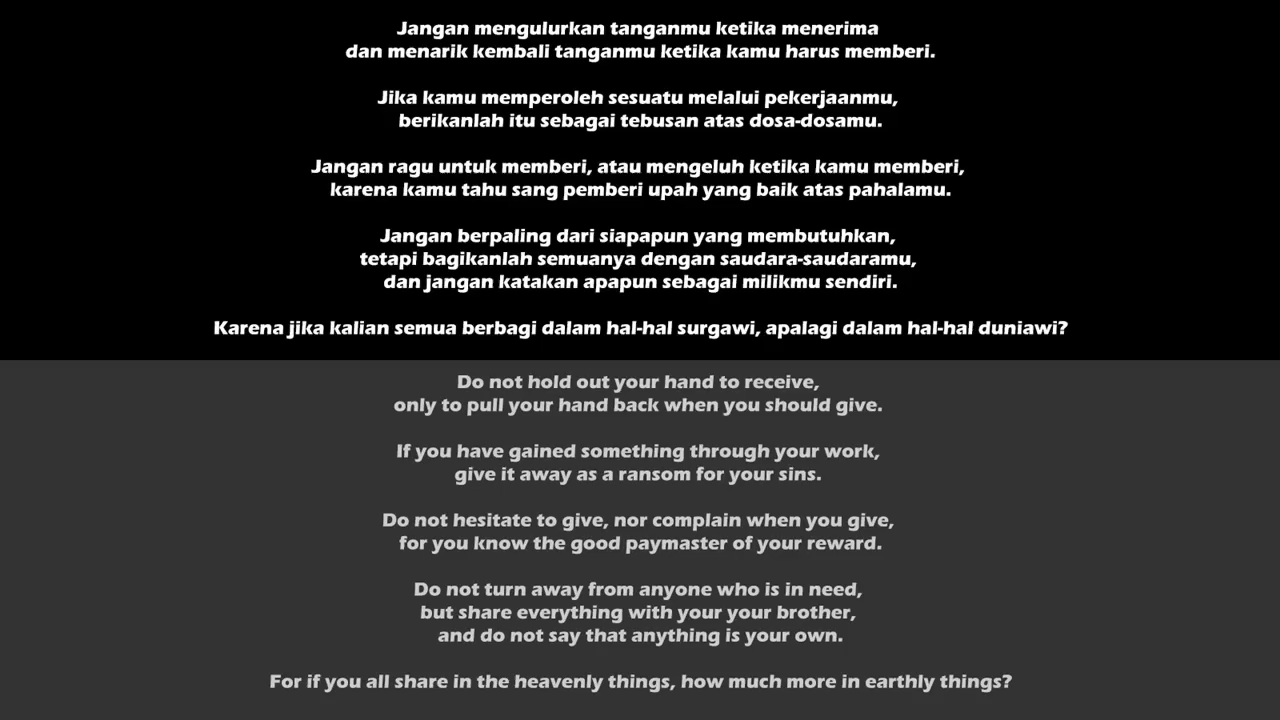 Jangan mengulurkan tanganmu ketika menerima
dan menarik kembali tanganmu ketika kamu harus memberi.
Jika kamu memperoleh sesuatu melalui pekerjaanmu,
berikanlah itu sebagai tebusan atas dosa-dosamu.
Jangan ragu untuk memberi, atau mengeluh ketika kamu memberi,
karena kamu tahu sang pemberi upah yang baik atas pahalamu.
Jangan berpaling dari siapapun yang membutuhkan,
tetapi bagikanlah semuanya dengan saudara-saudaramu,
dan jangan katakan apapun sebagai milikmu sendiri.
Karena jika kalian semua berbagi dalam hal-hal surgawi, apalagi dalam hal-hal duniawi?
Do not hold out your hand to receive,
only to pull your hand back when you should give.
If you have gained something through your work,
give it away as a ransom for your sins.
Do not hesitate to give, nor complain when you give,
for you know the good paymaster of your reward.
Do not turn away from anyone who is in need,
but share everything with your your brother,
and do not say that anything is your own.
For if you all share in the heavenly things, how much more in earthly things?